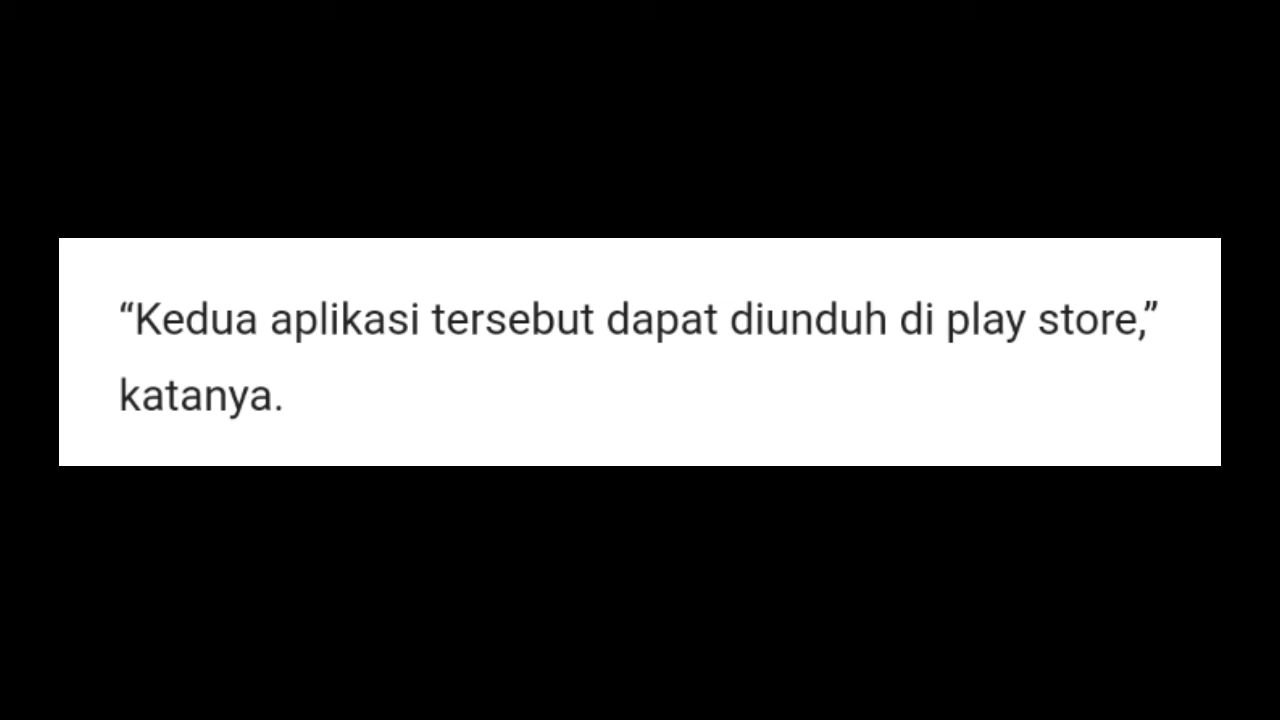 “Kedua aplikasi tersebut dapat diunduh di play store,”
katanya.